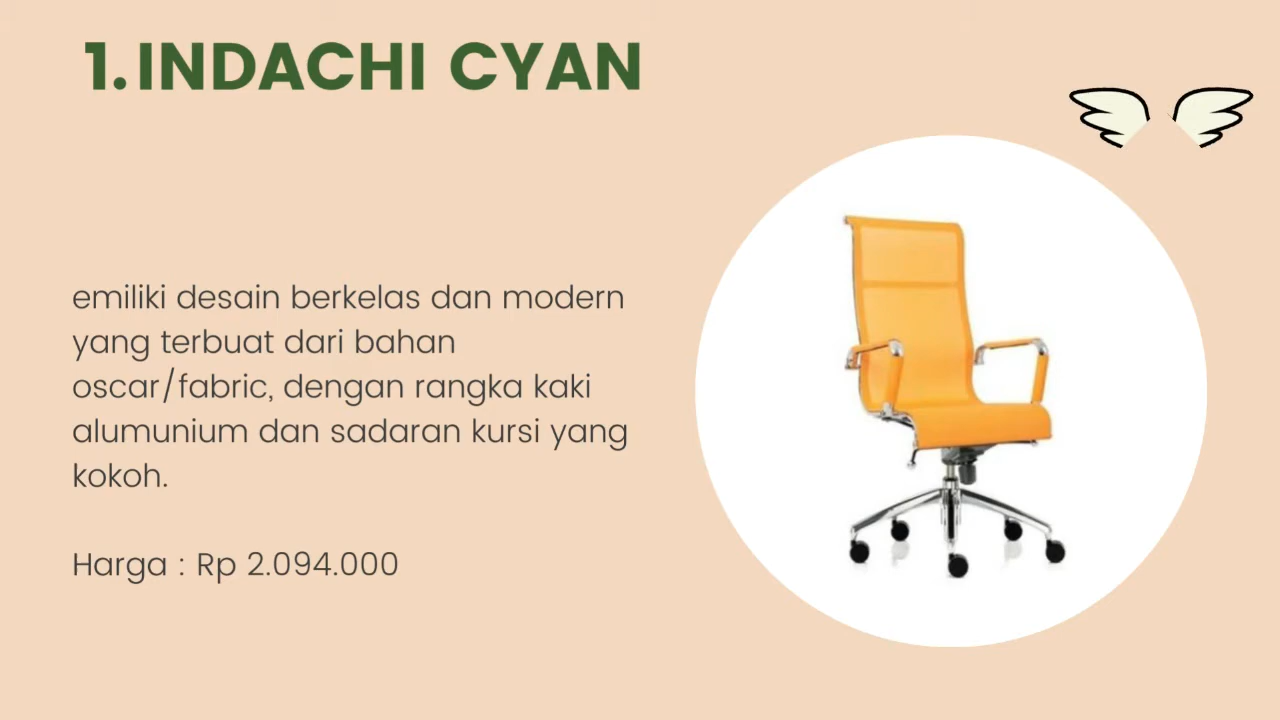 1. INDACHI CYAN
emiliki desain berkelas dan modern
yang terbuat dari bahan
oscar/fabric, dengan rangka kaki
alumunium dan sadaran kursi yang
kokoh.
Harga : Rp 2.094.000